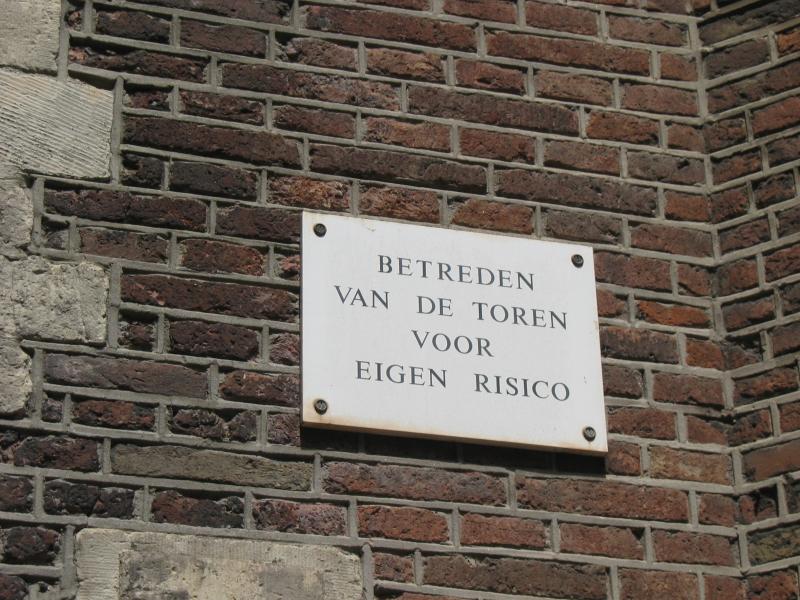 BETREDEN
VAN DE TOREN
VOOR
EIGEN RISICO